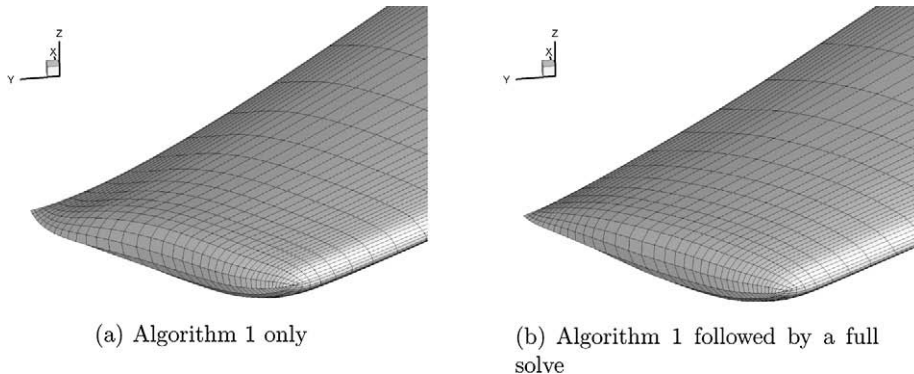 Z
X
Y
Z
X
Y
(a) Algorithm 1 only
(b) Algorithm 1 followed by a full
solve